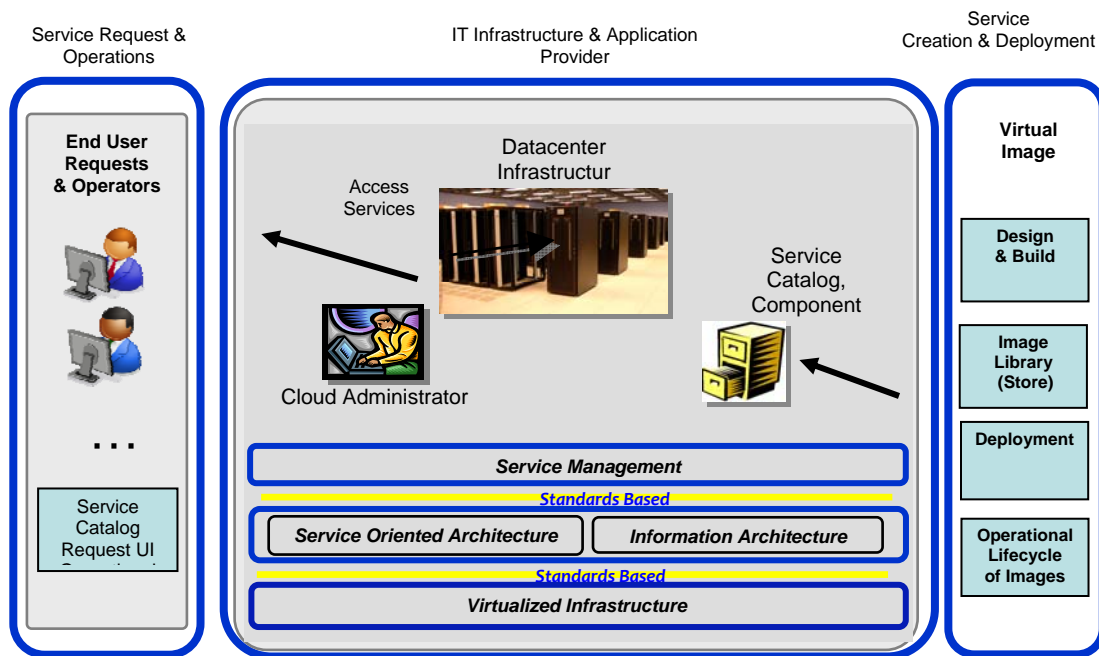 Service Request &
Operations
IT Infrastructure & Application
Provider
Service
Creation & Deployment
End User
Requests
& Operators
. . .
Service
Catalog
Request UI
Access
Services
Datacenter
Infrastructur
Cloud Administrator
Service
Catalog,
Component
Service Management
Standards Based
Service Oriented Architecture
Information Architecture
Standards Based
Virtualized Infrastructure
Virtual
Image
Design
& Build
Image
Library
(Store)
Deployment
Operational
Lifecycle
of Images